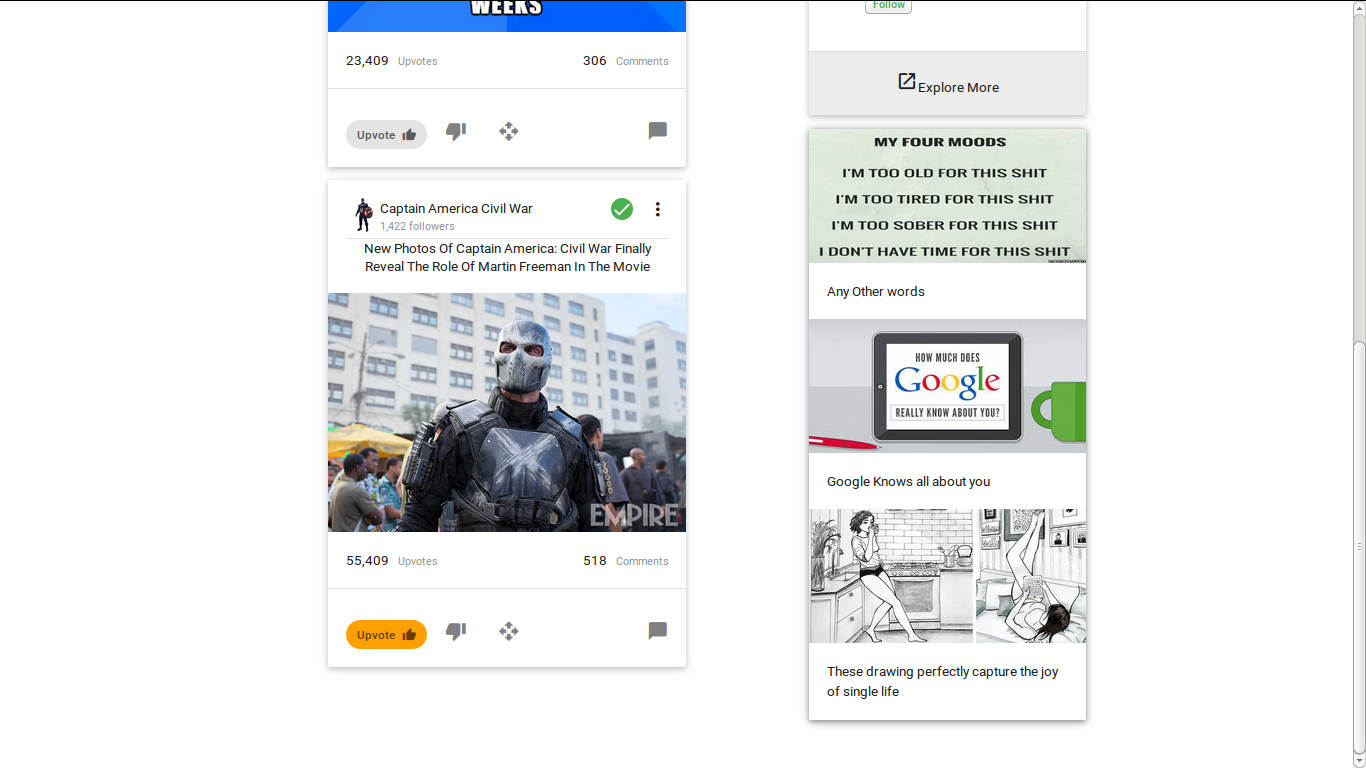 WEEKS
23,409 Upvotes 306 Comments
Upvote
Captain America Civil War
1,422 followers
New Photos Of Captain America: Civil War Finally
Reveal The Role Of Martin Freeman In The Movie
EMPIRE
55,409 Upvotes 518 Comments
Upvote
Follow
Explore More
MY FOUR MOODS
I'M TOO OLD FOR THIS SHIT
I'M TOO TIRED FOR THIS SHIT
I'M TOO SOBER FOR THIS SHIT
I DON'T HAVE TIME FOR THIS SHIT
Any Other words
HOW MUCH DOES
Google
REALLY KNOW ABOUT YOU?
Google Knows all about you
These drawing perfectly capture the joy
of single life